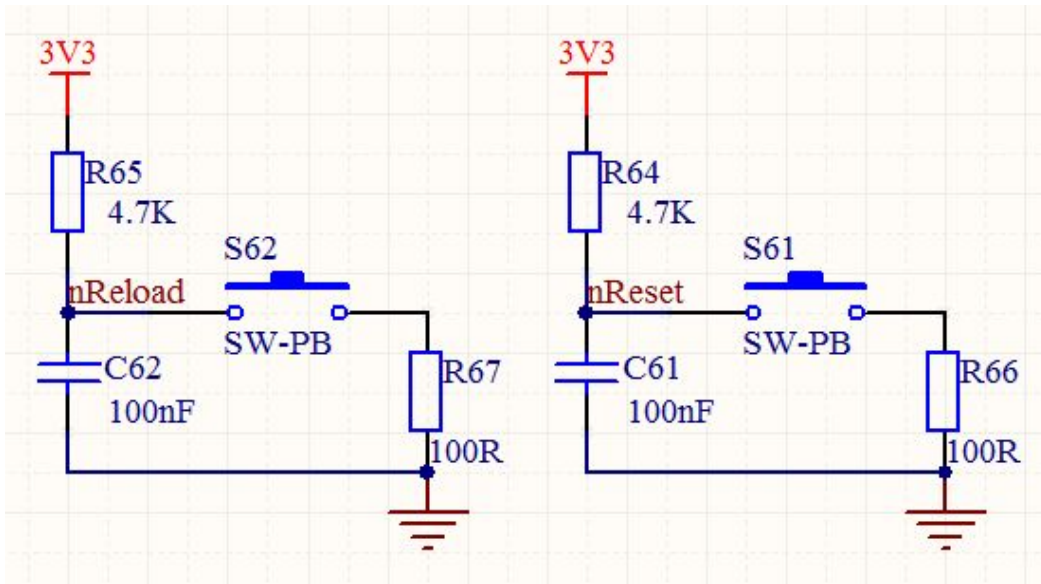 3V3
R65
4.7K
S62
nReload
SW-PB
C62
100nF
R67
100R
3V3
R64
4.7K
S61
nReset
SW-PB
C61
100nF
R66
100R